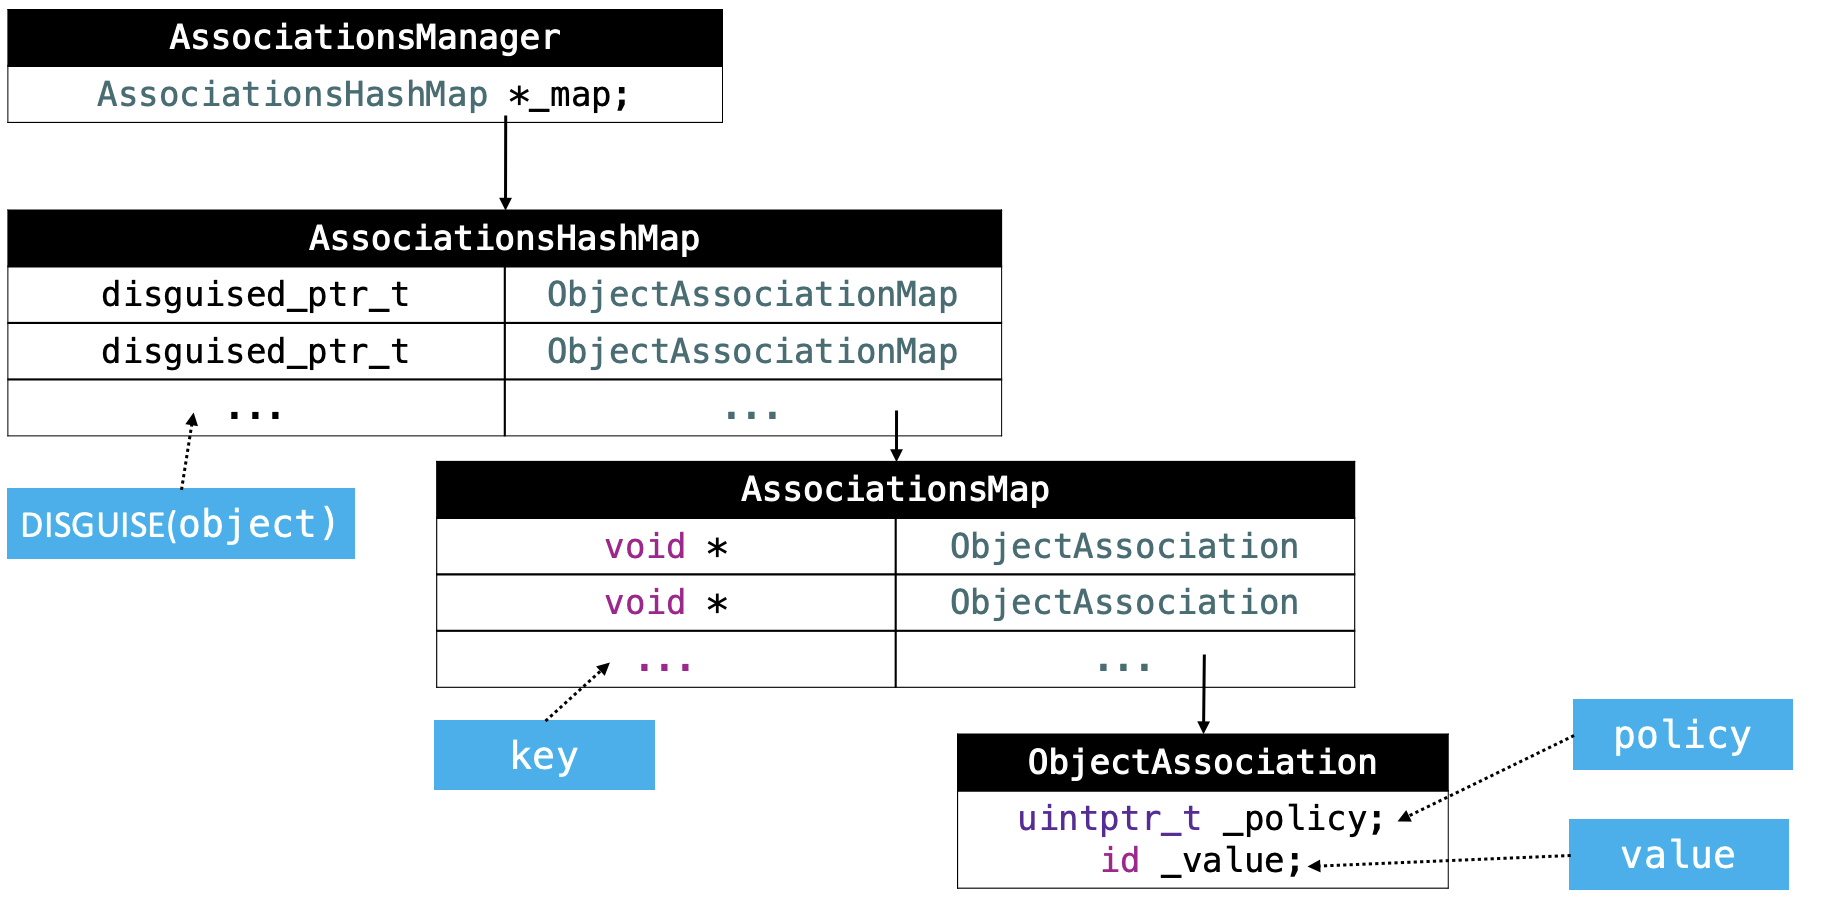 AssociationsManager
AssociationsHashMap *_map;
AssociationsHashMap
disguised_ptr_t ObjectAssociationMap
disguised_ptr_t ObjectAssociationMap
... ...
DISGUISE(object)
AssociationsMap
void * ObjectAssociation
void * ObjectAssociation
... ...
key
ObjectAssociation
uintptr_t _policy;
id _value;
policy
value